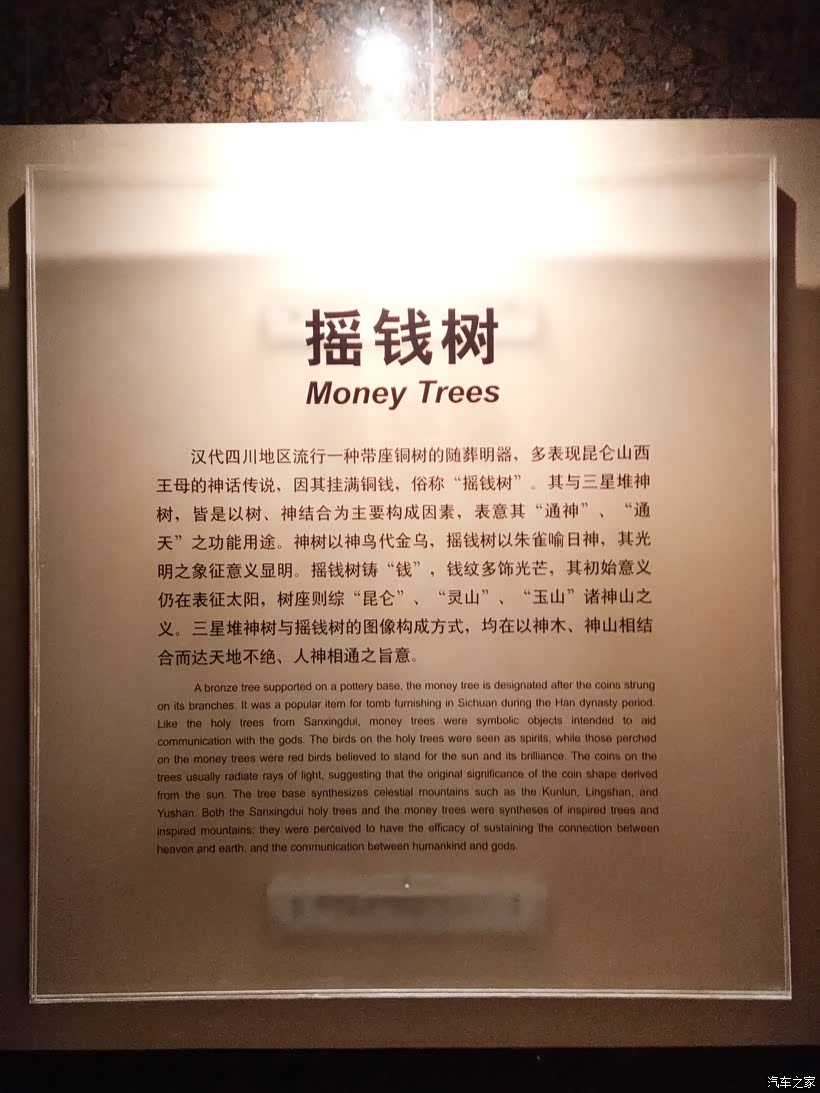 摇钱树
Money Trees
汉代四川地区流行一种带座铜树的随葬明器，多表现昆仑山西
王母的神话传说，因其挂满铜钱，俗称“摇钱树”。其与三星堆神
树，皆是以树、神结合为主要构成因素，表意其“通神”、“通
天”之功能用途。神树以神鸟代金乌，摇钱树以朱雀喻日神，其光
明之象征意义显明。摇钱树铸“钱”，钱纹多饰光芒，其初始意义
仍在表征太阳，树座则综“昆仑”、“灵山”、“玉山”诸神山之
义。三星堆神树与摇钱树的图像构成方式，均在以神木、神山相结
合而达天地不绝、人神相通之旨意。
A bronze tree supported on a pottery base, the money tree is designated after the coins strung
on its branches. It was a popular item for tomb furnishing in Sichuan during the Han dynasty period.
Like the holy trees from Sanxingdui, money trees were symbolic objects intended to aid
communication with the gods. The birds on the holy trees were seen as spirits, while those perched
on the money trees were red birds believed to stand for the sun and its brilliance. The coins on the
trees usually radiate rays of light, suggesting that the original significance of the coin shape derived
from the sun. The tree base synthesizes celestial mountains such as the Kunlun, Lingshan, and
Yushan. Both the Sanxingdui holy trees and the money trees were syntheses of inspired trees and
inspired mountains; they were perceived to have the efficacy of sustaining the connection between
heaven and earth, and the communication between humankind and gods.
汽车之家